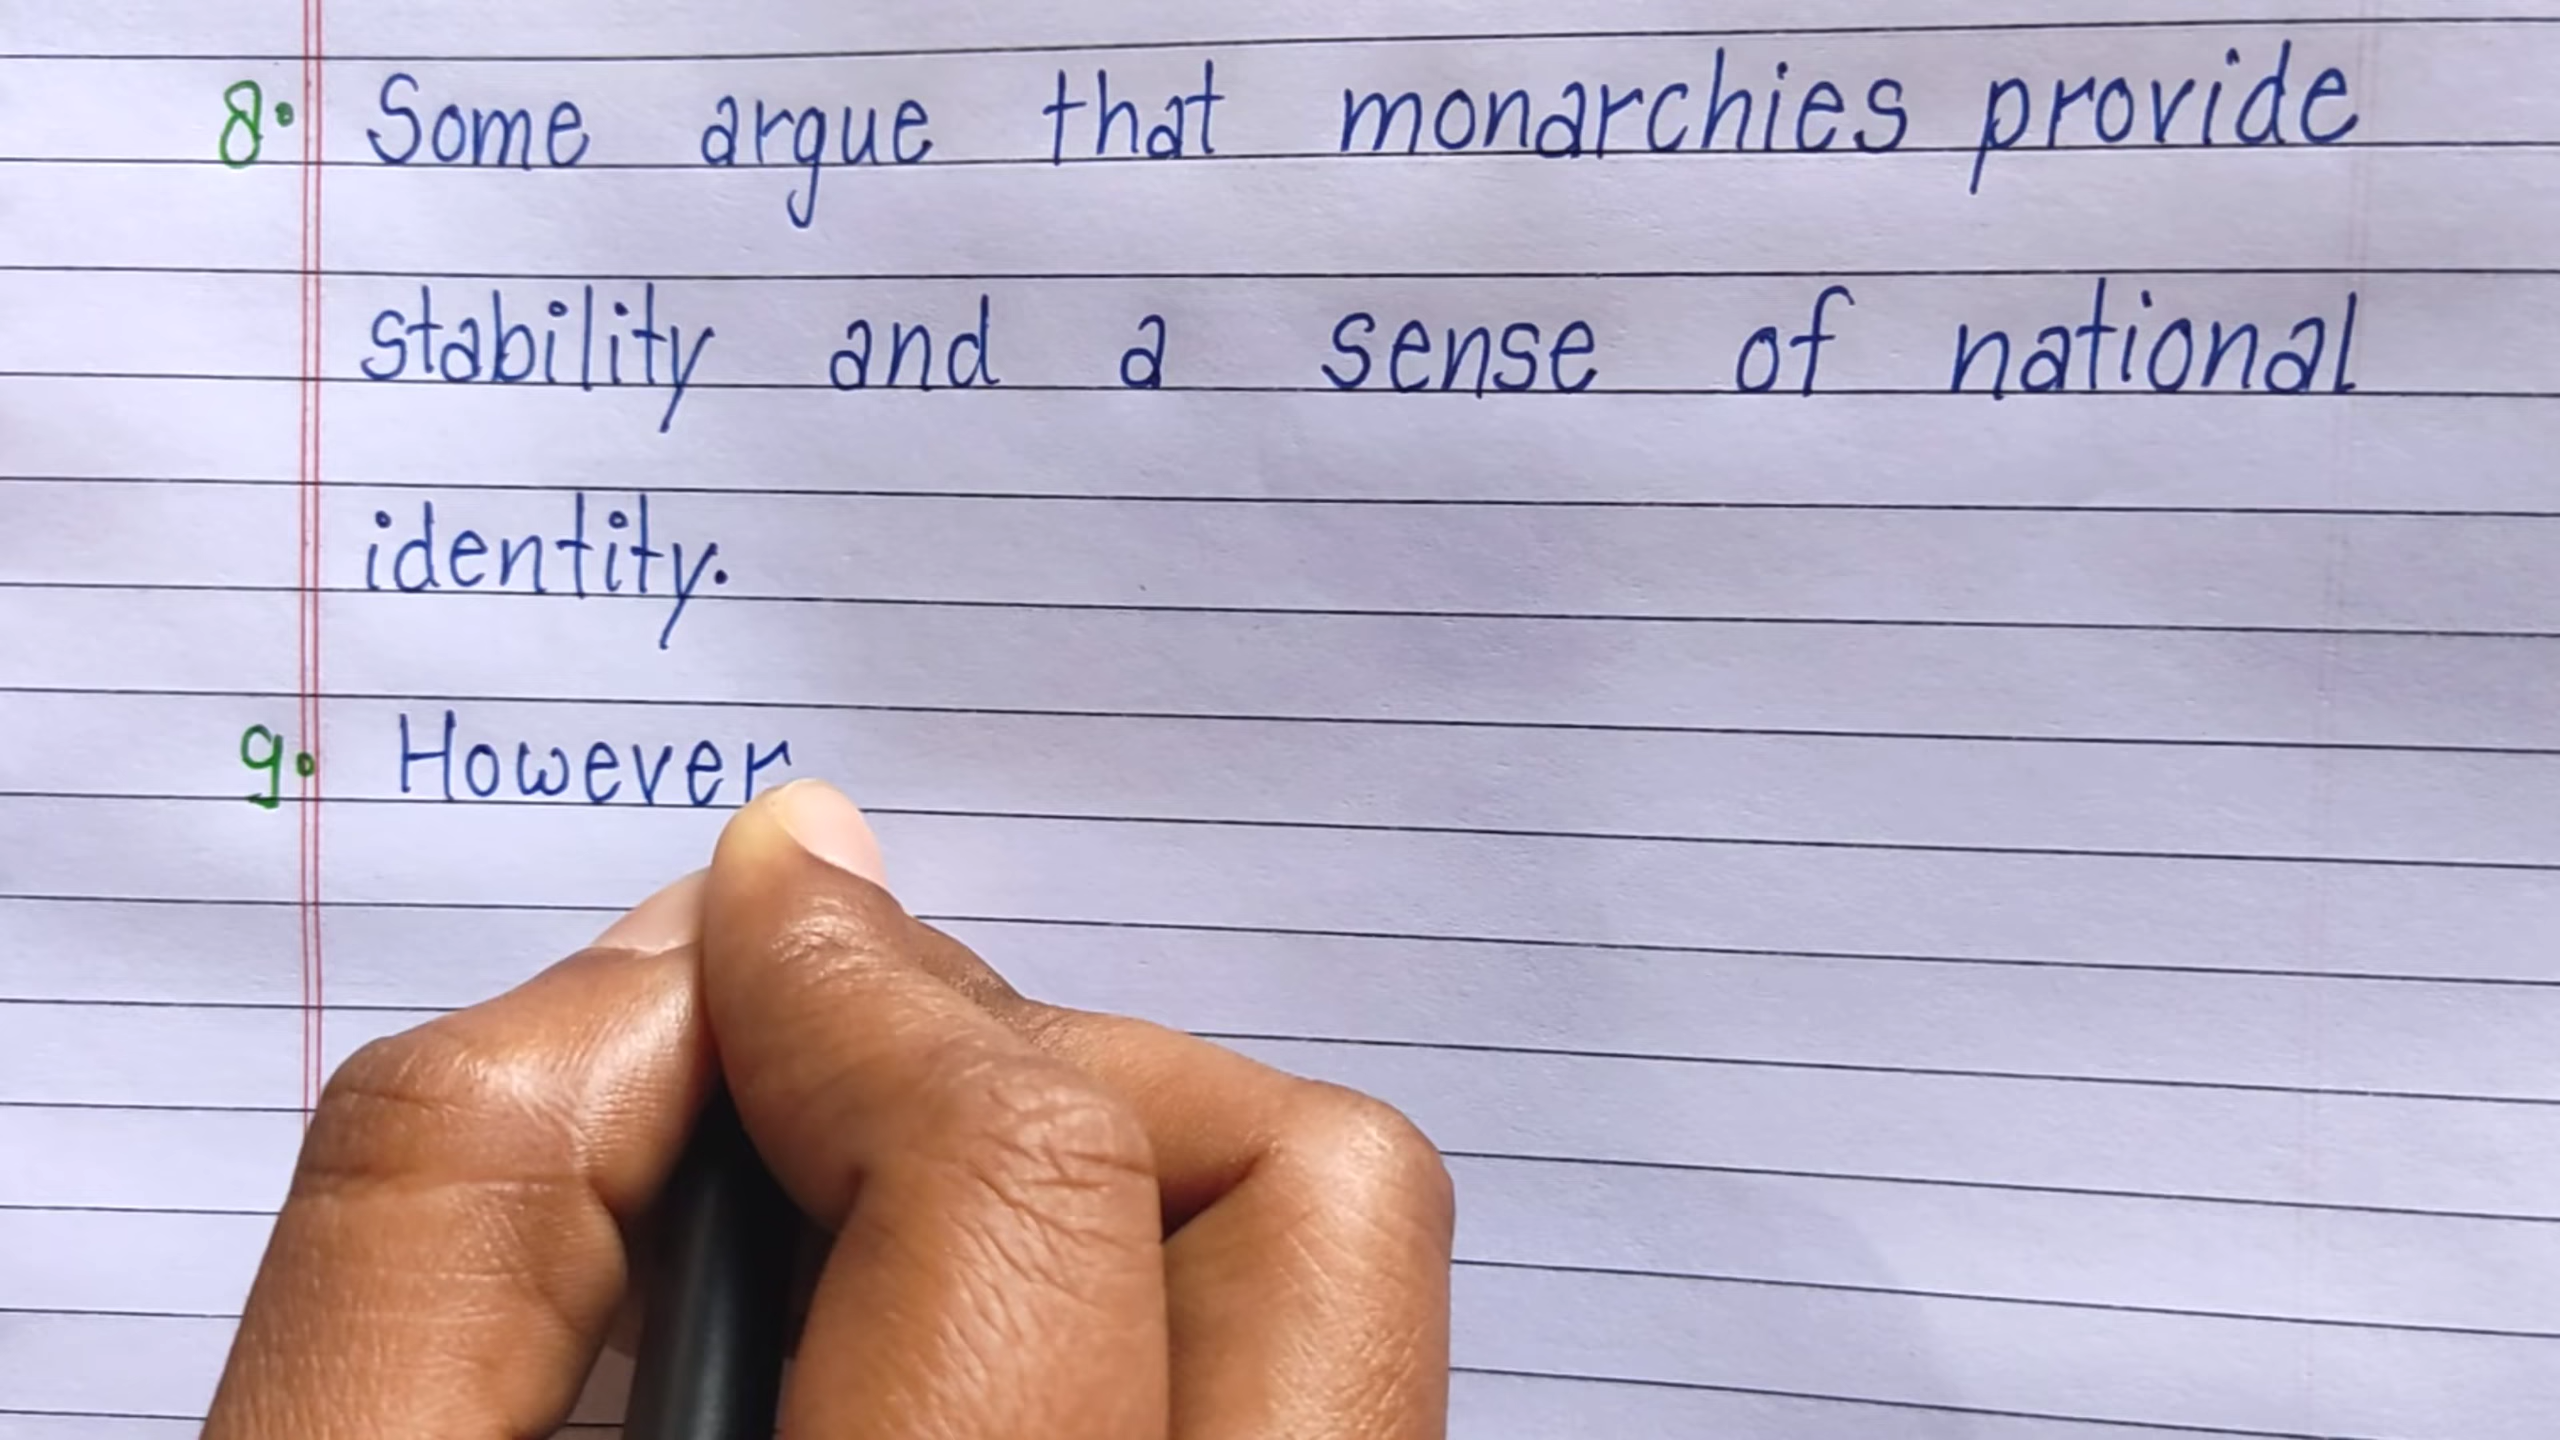 8. Some argue that monarchies provide
stability and a sense of national
identity.
9. However